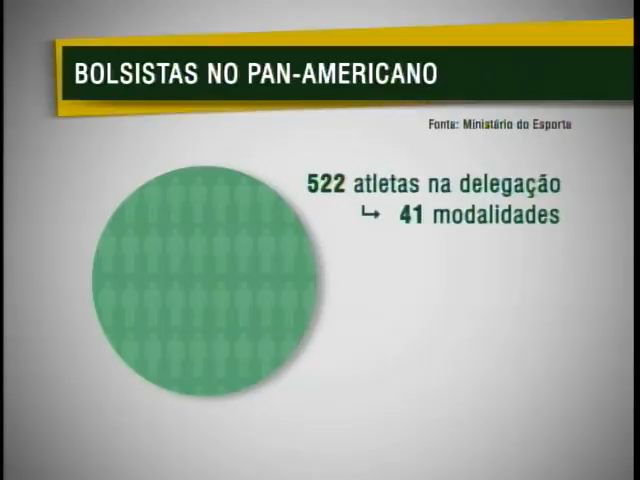 BOLSISTAS NO PAN-AMERICANO
Fonte: Ministério do Esporte
522 atletas na delegação
↳ 41 modalidades